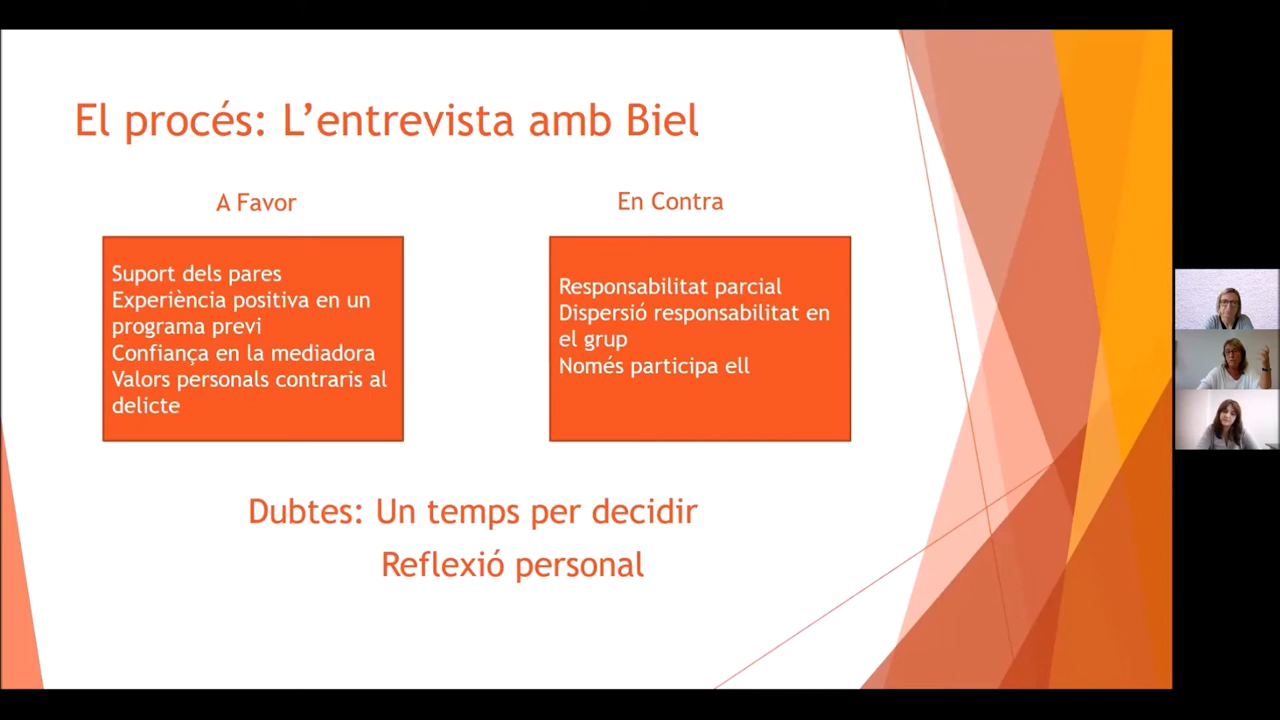 El procés: L’entrevista amb Biel
A Favor
Suport dels pares
Experiència positiva en un
programa previ
Confiança en la mediadora
Valors personals contraris al
delicte
En Contra
Responsabilitat parcial
Dispersió responsabilitat en
el grup
Només participa ell
Dubtes: Un temps per decidir
Reflexió personal